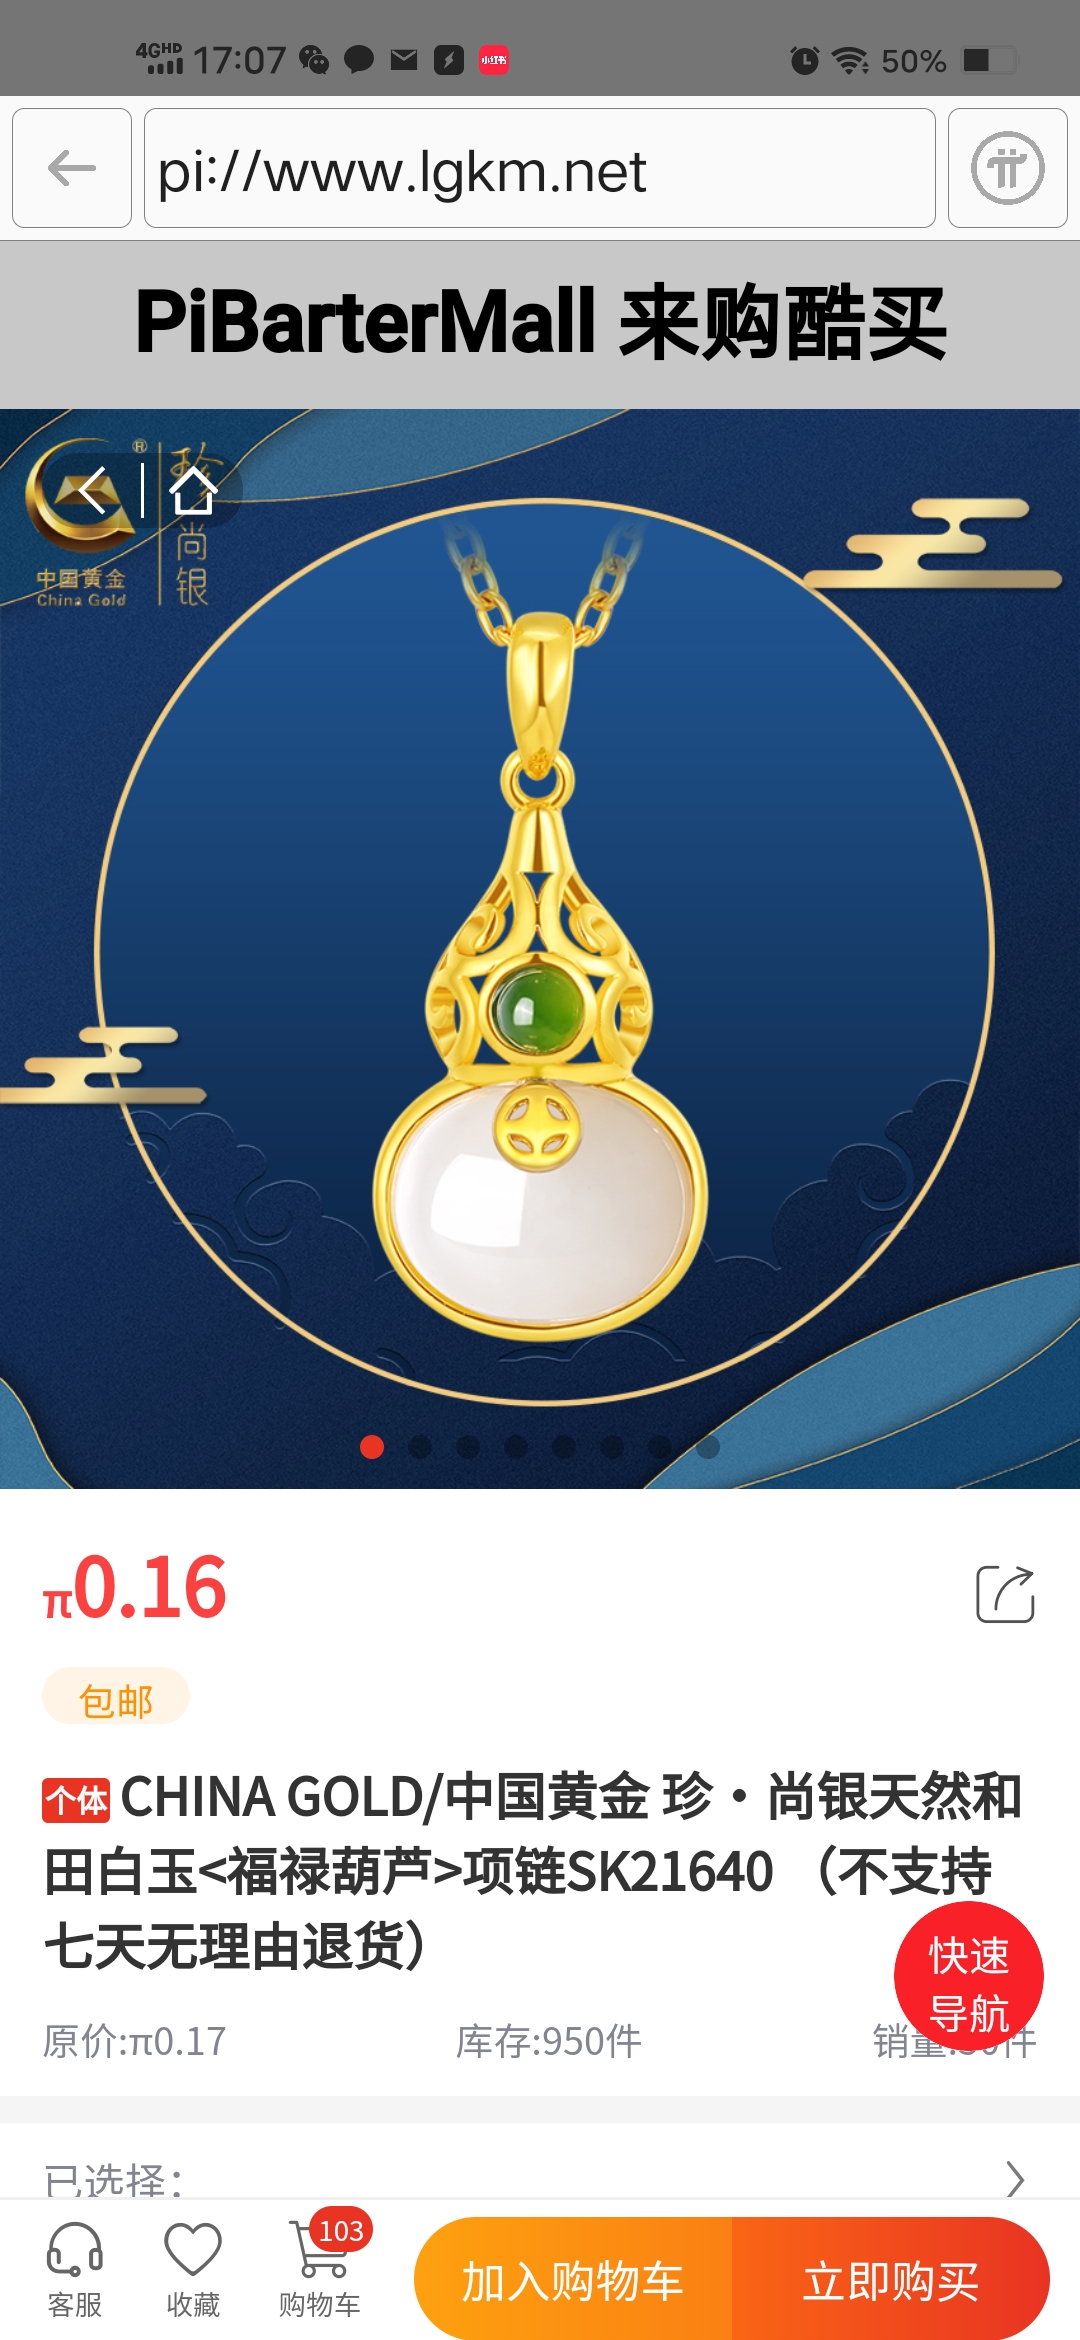 4GHD 17:07 小红书 50%
pi://www.lgkm.net
PiBarterMall 来购酷买
®
珍
尚
银
中国黄金
China Gold
π0.16
包邮
个体 CHINA GOLD/中国黄金 珍·尚银天然和
田白玉<福禄葫芦>项链SK21640 （不支持
七天无理由退货）
快速
导航
原价:π0.17 库存:950件 销量: 件
已选择：
103
客服 收藏 购物车 加入购物车 立即购买